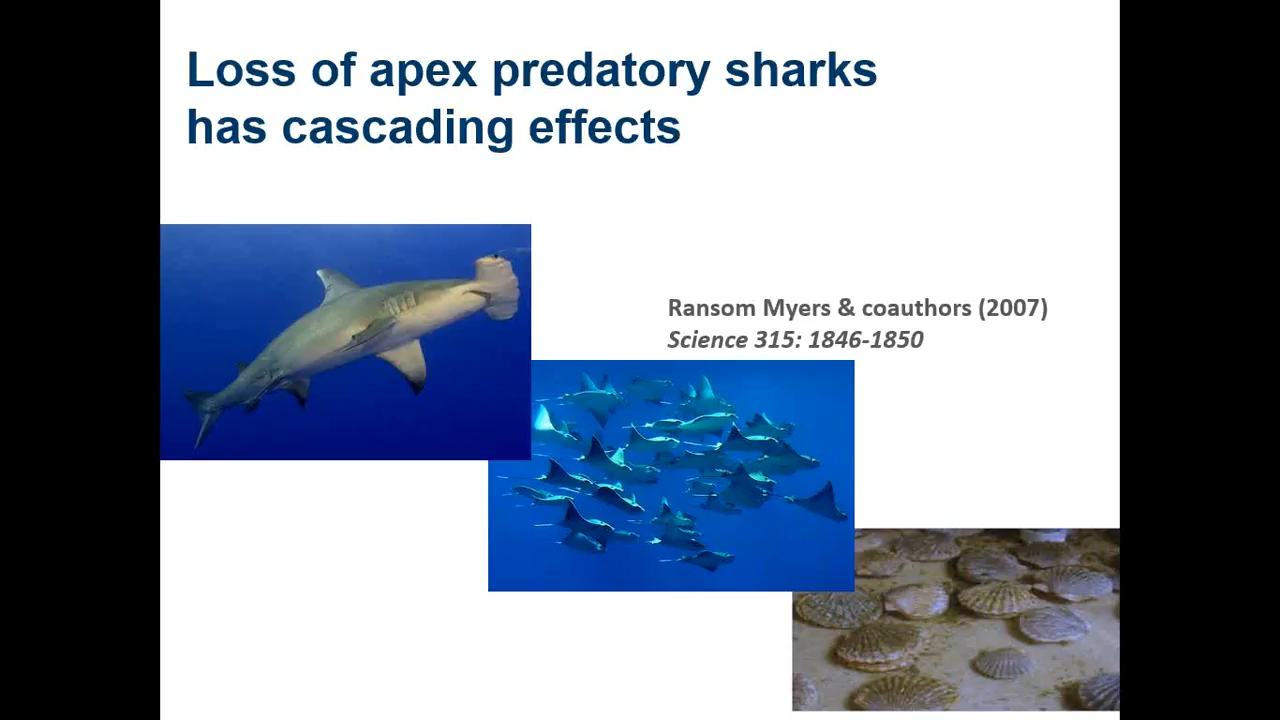 Loss of apex predatory sharks
has cascading effects
Ransom Myers & coauthors (2007)
Science 315: 1846-1850